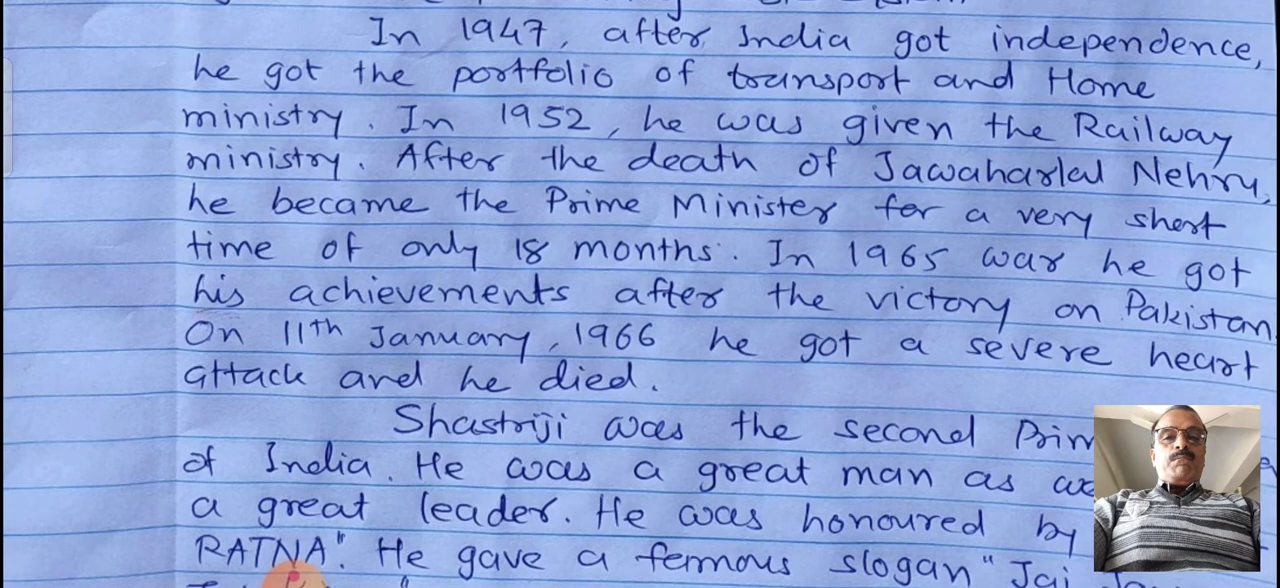 In 1947, after India got independence,
he got the portfolio of transport and Home
ministry. In 1952, he was given the Railway
ministry. After the death of Jawaharlal Nehru,
he became the Prime Minister for a very short
time of only 18 months. In 1965 war he got
his achievements after the victory on Pakistan
On 11th January, 1966 he got a severe heart
attack and he died.
Shastriji was the second
of India. He was a great man as
a great leader. He was honoured by
RATNA". He gave a femous slogan "Jai